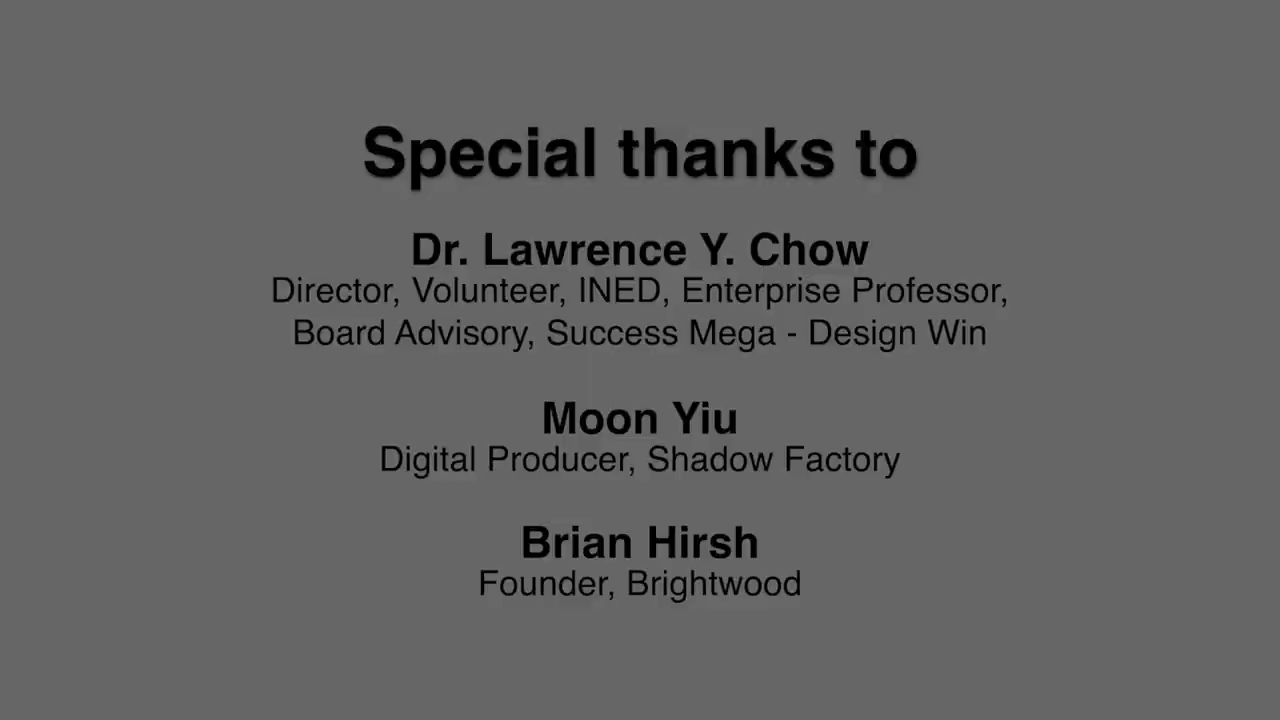 Special thanks to
Dr. Lawrence Y. Chow
Director, Volunteer, INED, Enterprise Professor,
Board Advisory, Success Mega - Design Win
Moon Yiu
Digital Producer, Shadow Factory
Brian Hirsh
Founder, Brightwood